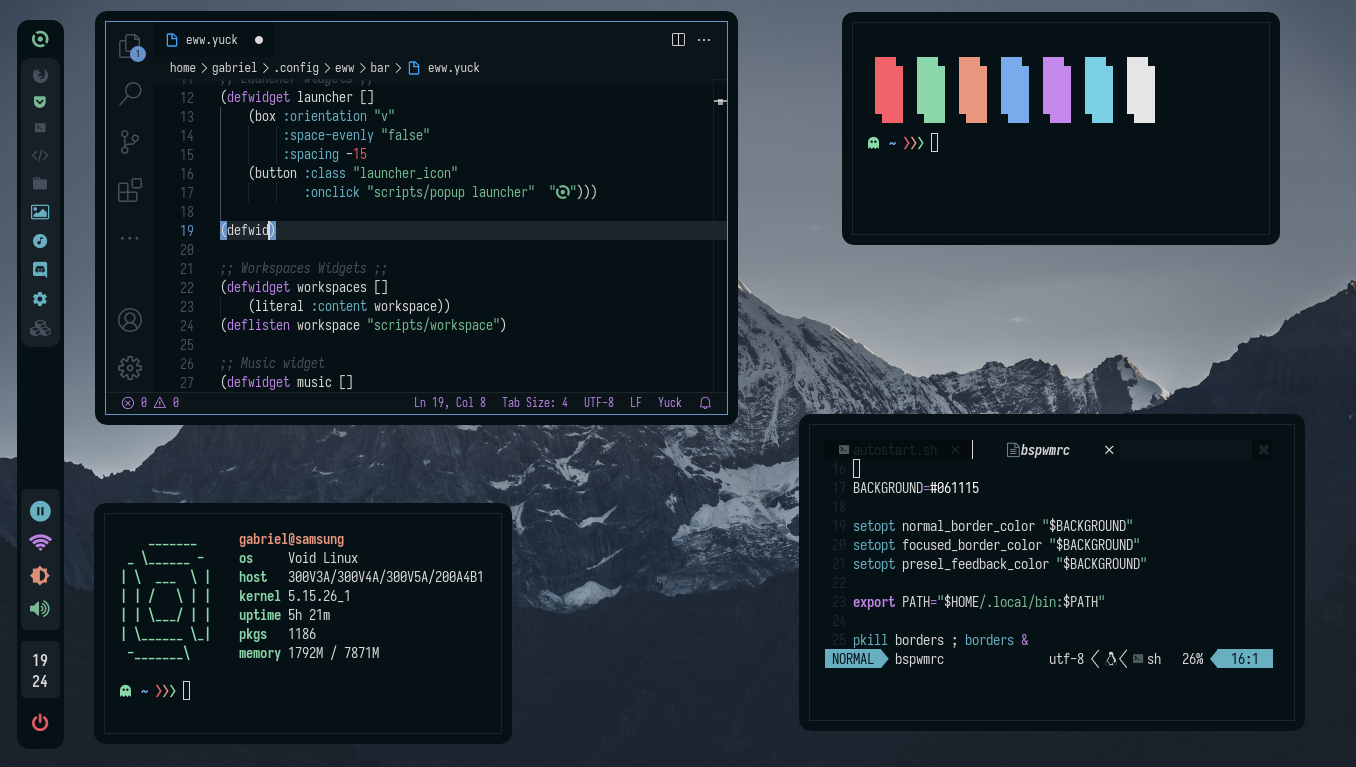 1
eww.yuck
home > gabriel > .config > eww > bar > eww.yuck
11 ;; Launcher Widgets ;;
12 (defwidget launcher []
13 (box :orientation "v"
14 :space-evenly "false"
15 :spacing -15
16 (button :class "launcher_icon"
17 :onclick "scripts/popup launcher" "")))
18
19 (defwid)
20
21 ;; Workspaces Widgets ;;
22 (defwidget workspaces []
23 (literal :content workspace))
24 (deflisten workspace "scripts/workspace")
25
26 ;; Music widget
27 (defwidget music []
0 0 Ln 19, Col 8 Tab Size: 4 UTF-8 LF Yuck
~ ❯❯❯
autostart.sh × bspwmrc ×
16
17 BACKGROUND=#061115
18
19 setopt normal_border_color "$BACKGROUND"
20 setopt focused_border_color "$BACKGROUND"
21 setopt presel_feedback_color "$BACKGROUND"
22
23 export PATH="$HOME/.local/bin:$PATH"
24
25 pkill borders ; borders &
NORMAL bspwmrc utf-8 sh 26% 16:1
gabriel@samsung
os Void Linux
host 300V3A/300V4A/300V5A/200A4B1
kernel 5.15.26_1
uptime 5h 21m
pkgs 1186
memory 1792M / 7871M
~ ❯❯❯
19
24